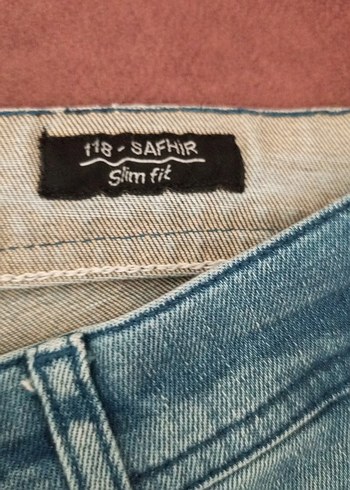 118 - SAFHIR
Slim fit